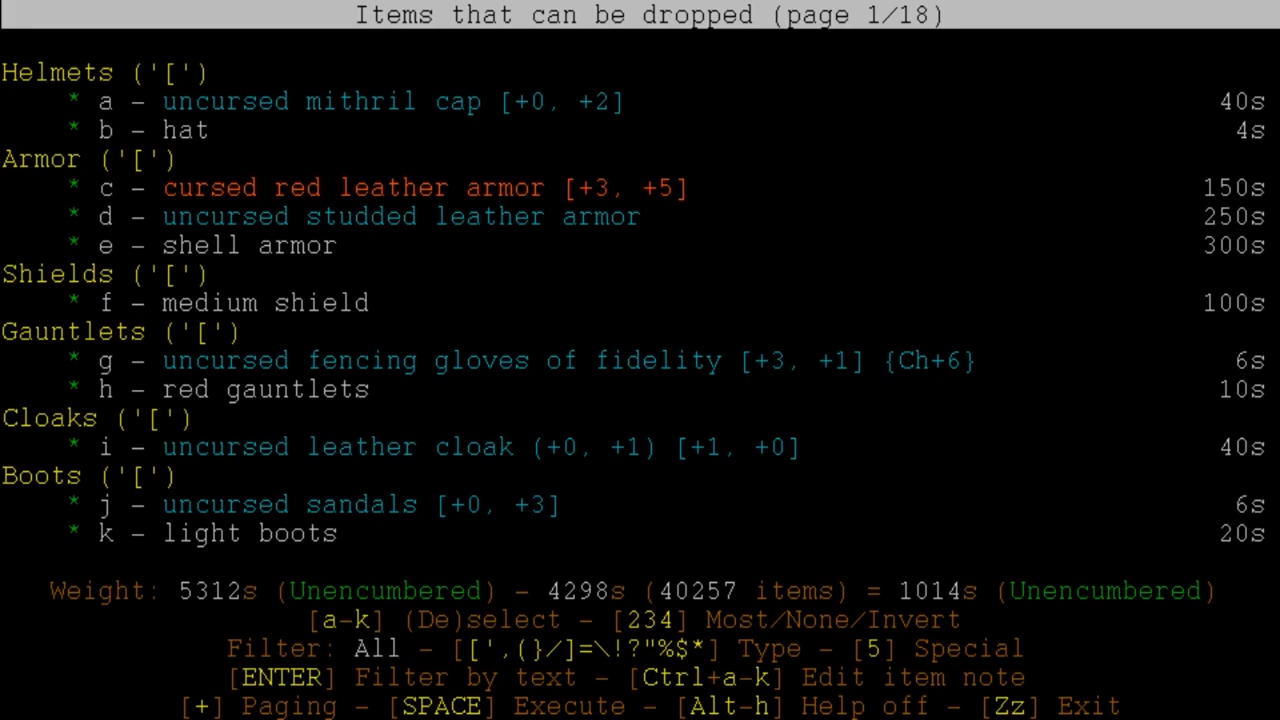 Items that can be dropped (page 1/18)
Helmets ('[')
* a - uncursed mithril cap [+0, +2] 40s
* b - hat 4s
Armor ('[')
* c - cursed red leather armor [+3, +5] 150s
* d - uncursed studded leather armor 250s
* e - shell armor 300s
Shields ('[')
* f - medium shield 100s
Gauntlets ('[')
* g - uncursed fencing gloves of fidelity [+3, +1] {Ch+6} 6s
* h - red gauntlets 10s
Cloaks ('[')
* i - uncursed leather cloak (+0, +1) [+1, +0] 40s
Boots ('[')
* j - uncursed sandals [+0, +3] 6s
* k - light boots 20s
Weight: 5312s (Unencumbered) - 4298s (40257 items) = 1014s (Unencumbered)
[a-k] (De)select - [234] Most/None/Invert
Filter: All - [[',(}/]=\!?"%$*] Type - [5] Special
[ENTER] Filter by text - [Ctrl+a-k] Edit item note
[+] Paging - [SPACE] Execute - [Alt-h] Help off - [Zz] Exit